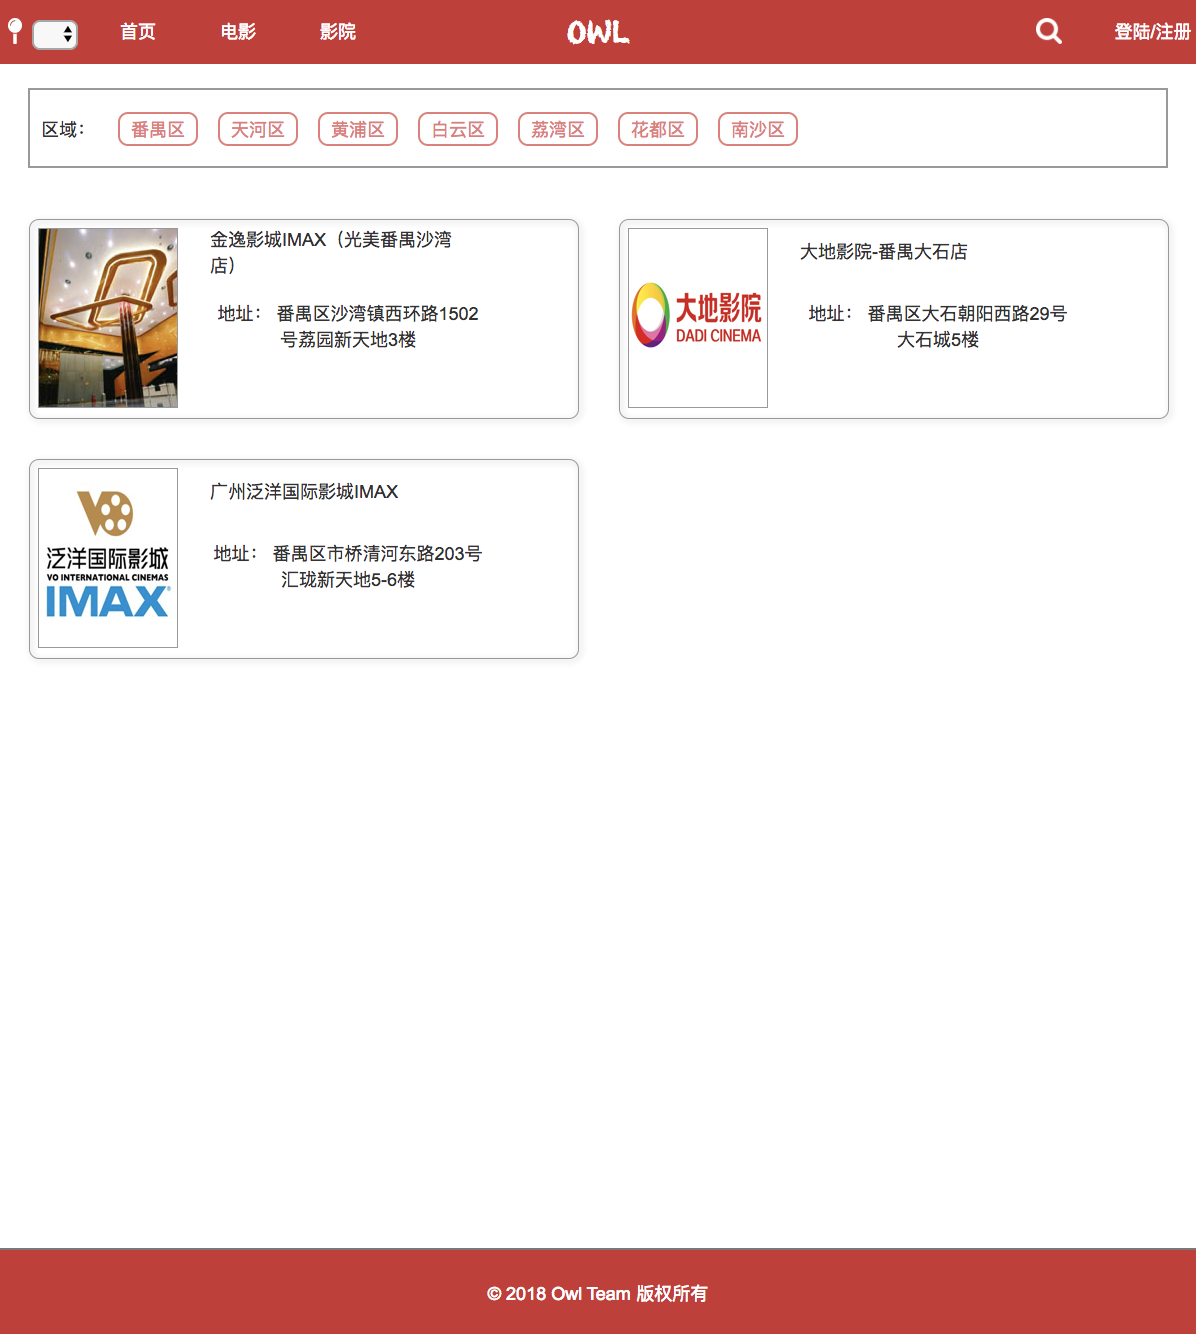 首页 电影 影院 OWL 登陆/注册
区域： 番禺区 天河区 黄浦区 白云区 荔湾区 花都区 南沙区
金逸影城IMAX（光美番禺沙湾
店）
地址： 番禺区沙湾镇西环路1502
号荔园新天地3楼
大地影院
DADI CINEMA
大地影院-番禺大石店
地址： 番禺区大石朝阳西路29号
大石城5楼
VO
泛洋国际影城
VO INTERNATIONAL CINEMAS
IMAX®
广州泛洋国际影城IMAX
地址： 番禺区市桥清河东路203号
汇珑新天地5-6楼
© 2018 Owl Team 版权所有